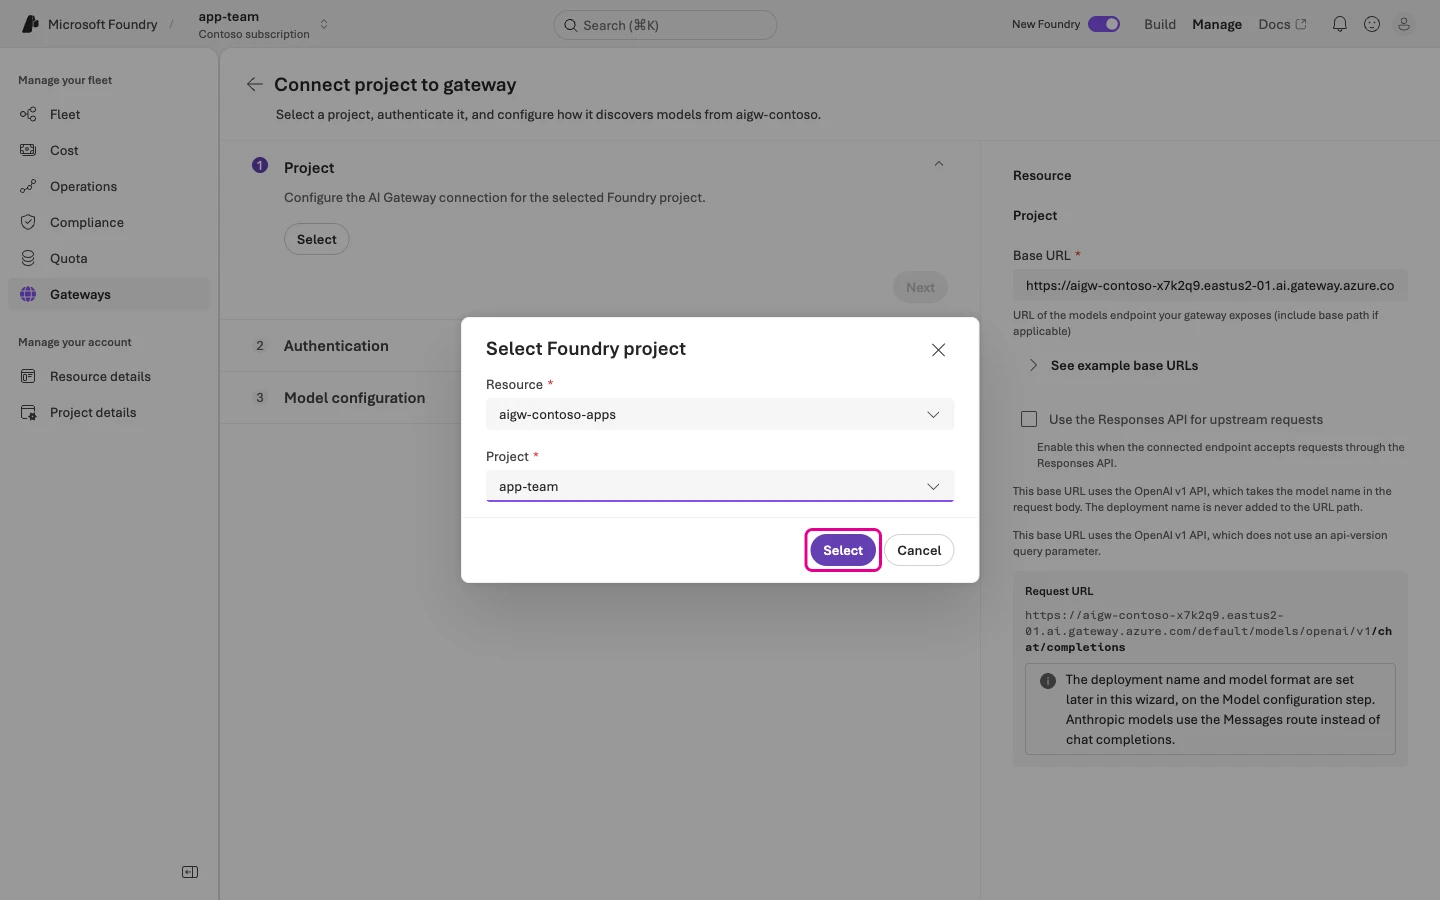 Microsoft Foundry
/
app-team
Contoso subscription
Search (⌘K)
New Foundry
Build
Manage
Docs
Manage your fleet
Fleet
Cost
Operations
Compliance
Quota
Gateways
Manage your account
Resource details
Project details
Connect project to gateway
Select a project, authenticate it, and configure how it discovers models from aigw-contoso.
1
Project
Configure the AI Gateway connection for the selected Foundry project.
Select
Next
2
Authentication
3
Model configuration
Select Foundry project
Resource *
aigw-contoso-apps
Project *
app-team
Select
Cancel
Resource
Project
Base URL *
https://aigw-contoso-x7k2q9.eastus2-01.ai.gateway.azure.co
URL of the models endpoint your gateway exposes (include base path if
applicable)
See example base URLs
Use the Responses API for upstream requests
Enable this when the connected endpoint accepts requests through the
Responses API.
This base URL uses the OpenAI v1 API, which takes the model name in the
request body. The deployment name is never added to the URL path.
This base URL uses the OpenAI v1 API, which does not use an api-version
query parameter.
Request URL
https://aigw-contoso-x7k2q9.eastus2-
01.ai.gateway.azure.com/default/models/openai/v1/ch
at/completions
The deployment name and model format are set
later in this wizard, on the Model configuration step.
Anthropic models use the Messages route instead of
chat completions.